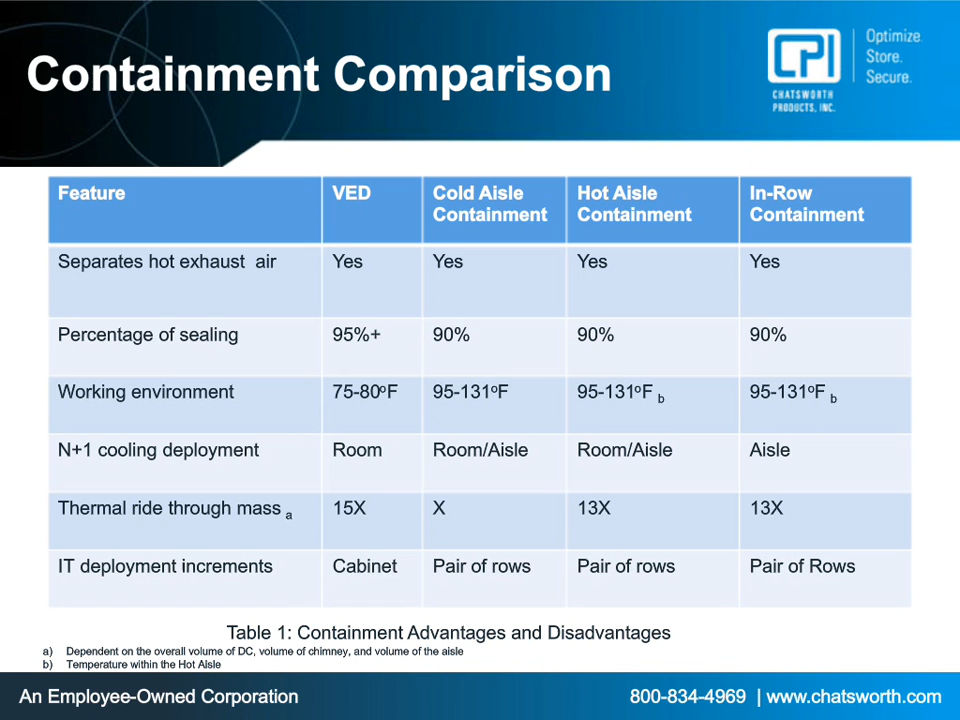 Containment Comparison
CPI
CHATSWORTH
PRODUCTS, INC.
Optimize.
Store.
Secure.
Feature VED Cold Aisle Containment Hot Aisle Containment In-Row Containment
Separates hot exhaust air Yes Yes Yes Yes
Percentage of sealing 95%+ 90% 90% 90%
Working environment 75-80ºF 95-131ºF 95-131ºF b 95-131ºF b
N+1 cooling deployment Room Room/Aisle Room/Aisle Aisle
Thermal ride through mass a 15X X 13X 13X
IT deployment increments Cabinet Pair of rows Pair of rows Pair of Rows
Table 1: Containment Advantages and Disadvantages
a) Dependent on the overall volume of DC, volume of chimney, and volume of the aisle
b) Temperature within the Hot Aisle
An Employee-Owned Corporation 800-834-4969 | www.chatsworth.com